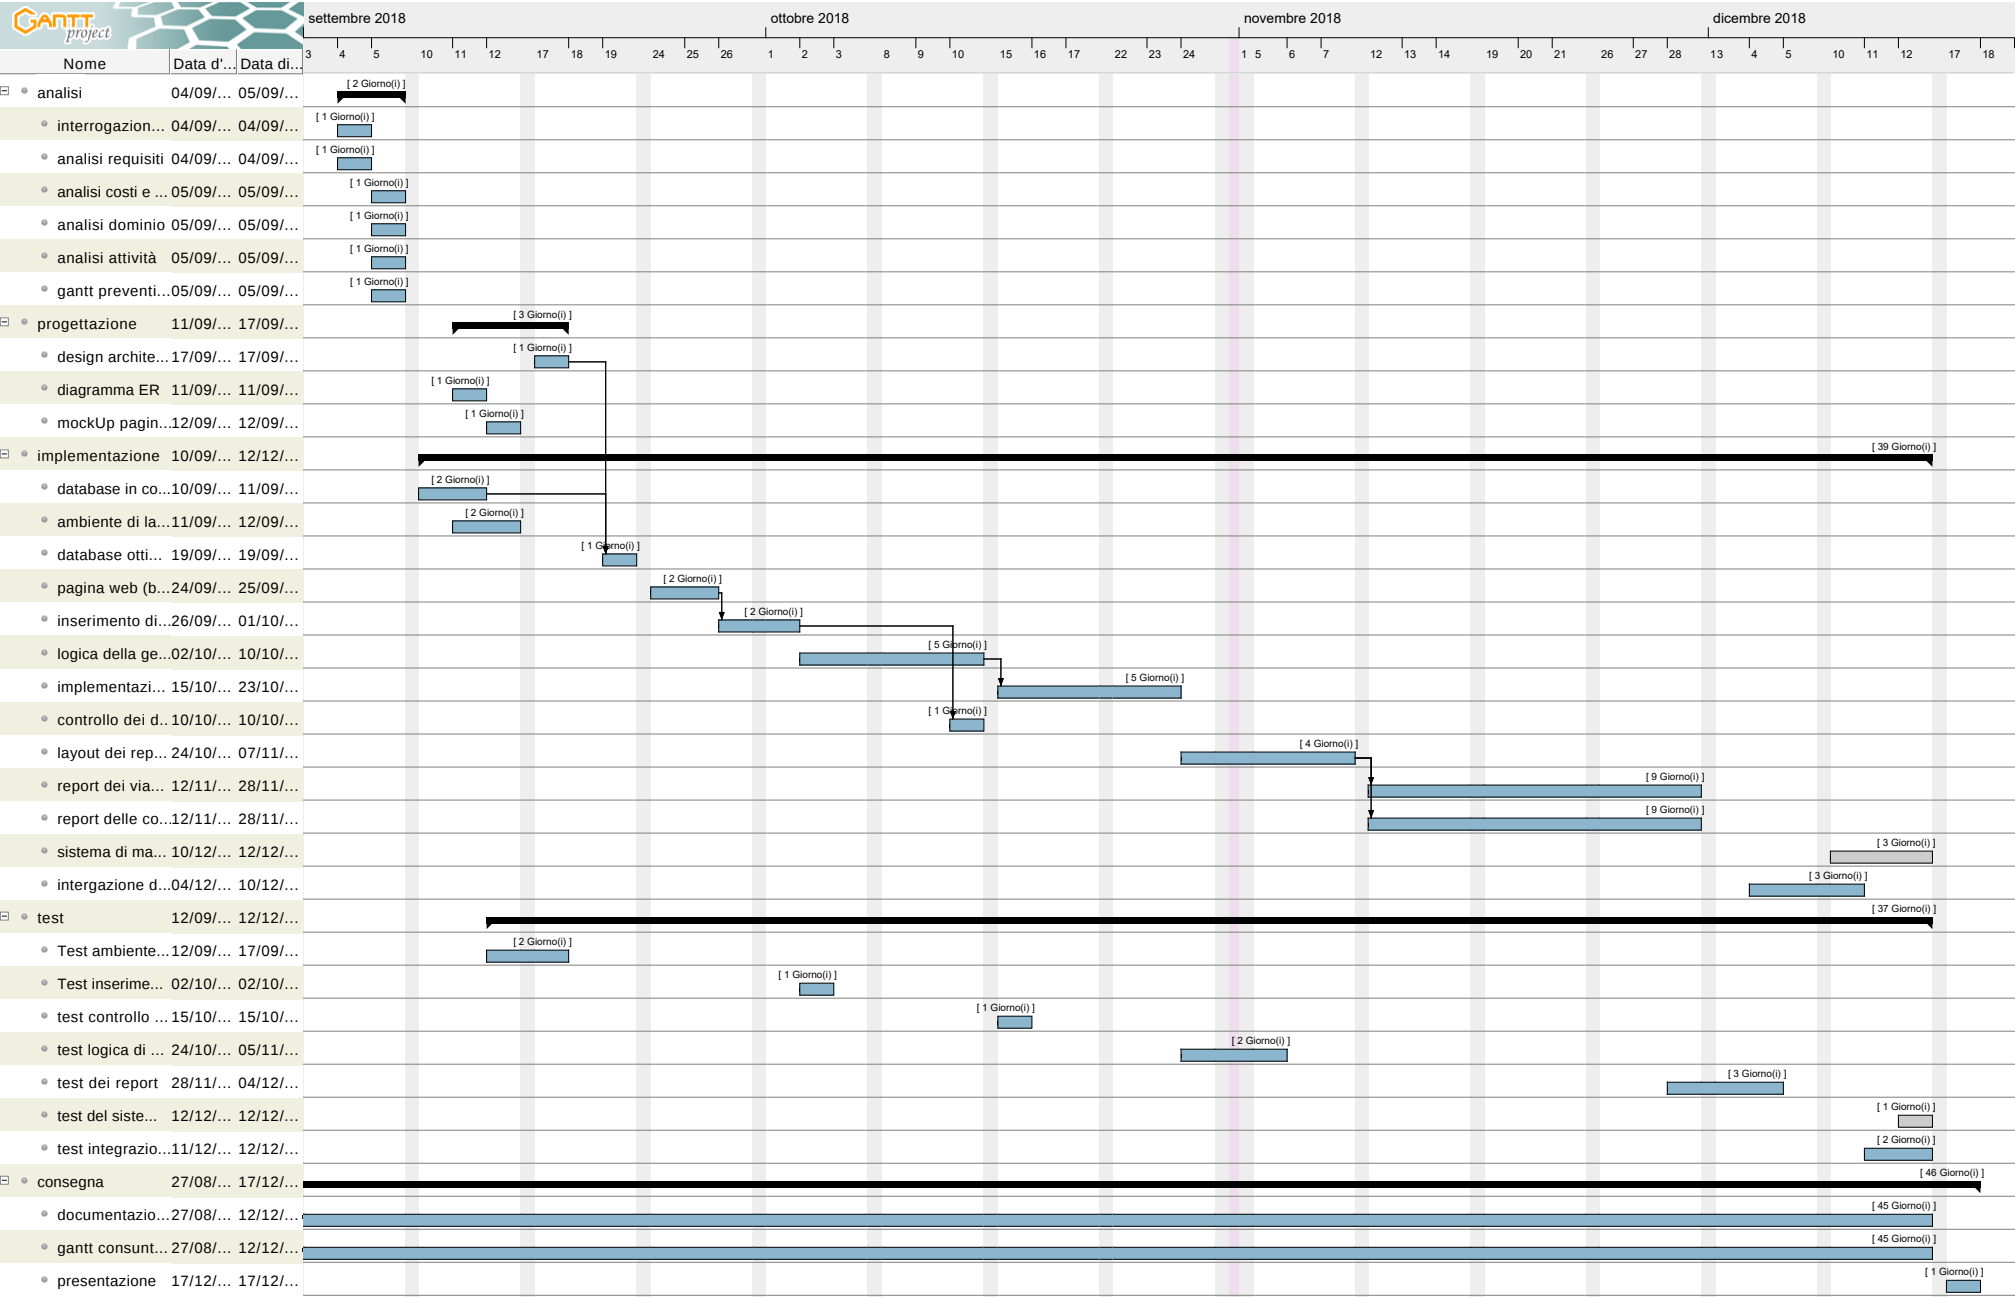 GANTT project
settembre 2018 ottobre 2018 novembre 2018 dicembre 2018
3 4 5 10 11 12 17 18 19 24 25 26 1 2 3 8 9 10 15 16 17 22 23 24 1 5 6 7 12 13 14 19 20 21 26 27 28 13 4 5 10 11 12 17 18
Nome Data d'... Data di...
analisi 04/09/... 05/09/... [ 2 Giorno(i) ]
interrogazion... 04/09/... 04/09/... [ 1 Giorno(i) ]
analisi requisiti 04/09/... 04/09/... [ 1 Giorno(i) ]
analisi costi e ... 05/09/... 05/09/... [ 1 Giorno(i) ]
analisi dominio 05/09/... 05/09/... [ 1 Giorno(i) ]
analisi attività 05/09/... 05/09/... [ 1 Giorno(i) ]
gantt preventi... 05/09/... 05/09/... [ 1 Giorno(i) ]
progettazione 11/09/... 17/09/... [ 3 Giorno(i) ]
design archite... 17/09/... 17/09/... [ 1 Giorno(i) ]
diagramma ER 11/09/... 11/09/... [ 1 Giorno(i) ]
mockUp pagin... 12/09/... 12/09/... [ 1 Giorno(i) ]
implementazione 10/09/... 12/12/... [ 39 Giorno(i) ]
database in co... 10/09/... 11/09/... [ 2 Giorno(i) ]
ambiente di la... 11/09/... 12/09/... [ 2 Giorno(i) ]
database otti... 19/09/... 19/09/... [ 1 Giorno(i) ]
pagina web (b... 24/09/... 25/09/... [ 2 Giorno(i) ]
inserimento di... 26/09/... 01/10/... [ 2 Giorno(i) ]
logica della ge... 02/10/... 10/10/... [ 5 Giorno(i) ]
implementazi... 15/10/... 23/10/... [ 5 Giorno(i) ]
controllo dei d... 10/10/... 10/10/... [ 1 Giorno(i) ]
layout dei rep... 24/10/... 07/11/... [ 4 Giorno(i) ]
report dei via... 12/11/... 28/11/... [ 9 Giorno(i) ]
report delle co... 12/11/... 28/11/... [ 9 Giorno(i) ]
sistema di ma... 10/12/... 12/12/... [ 3 Giorno(i) ]
intergazione d... 04/12/... 10/12/... [ 3 Giorno(i) ]
test 12/09/... 12/12/... [ 37 Giorno(i) ]
Test ambiente... 12/09/... 17/09/... [ 2 Giorno(i) ]
Test inserime... 02/10/... 02/10/... [ 1 Giorno(i) ]
test controllo ... 15/10/... 15/10/... [ 1 Giorno(i) ]
test logica di ... 24/10/... 05/11/... [ 2 Giorno(i) ]
test dei report 28/11/... 04/12/... [ 3 Giorno(i) ]
test del siste... 12/12/... 12/12/... [ 1 Giorno(i) ]
test integrazio... 11/12/... 12/12/... [ 2 Giorno(i) ]
consegna 27/08/... 17/12/... [ 46 Giorno(i) ]
documentazio... 27/08/... 12/12/... [ 45 Giorno(i) ]
gantt consunt... 27/08/... 12/12/... [ 45 Giorno(i) ]
presentazione 17/12/... 17/12/... [ 1 Giorno(i) ]